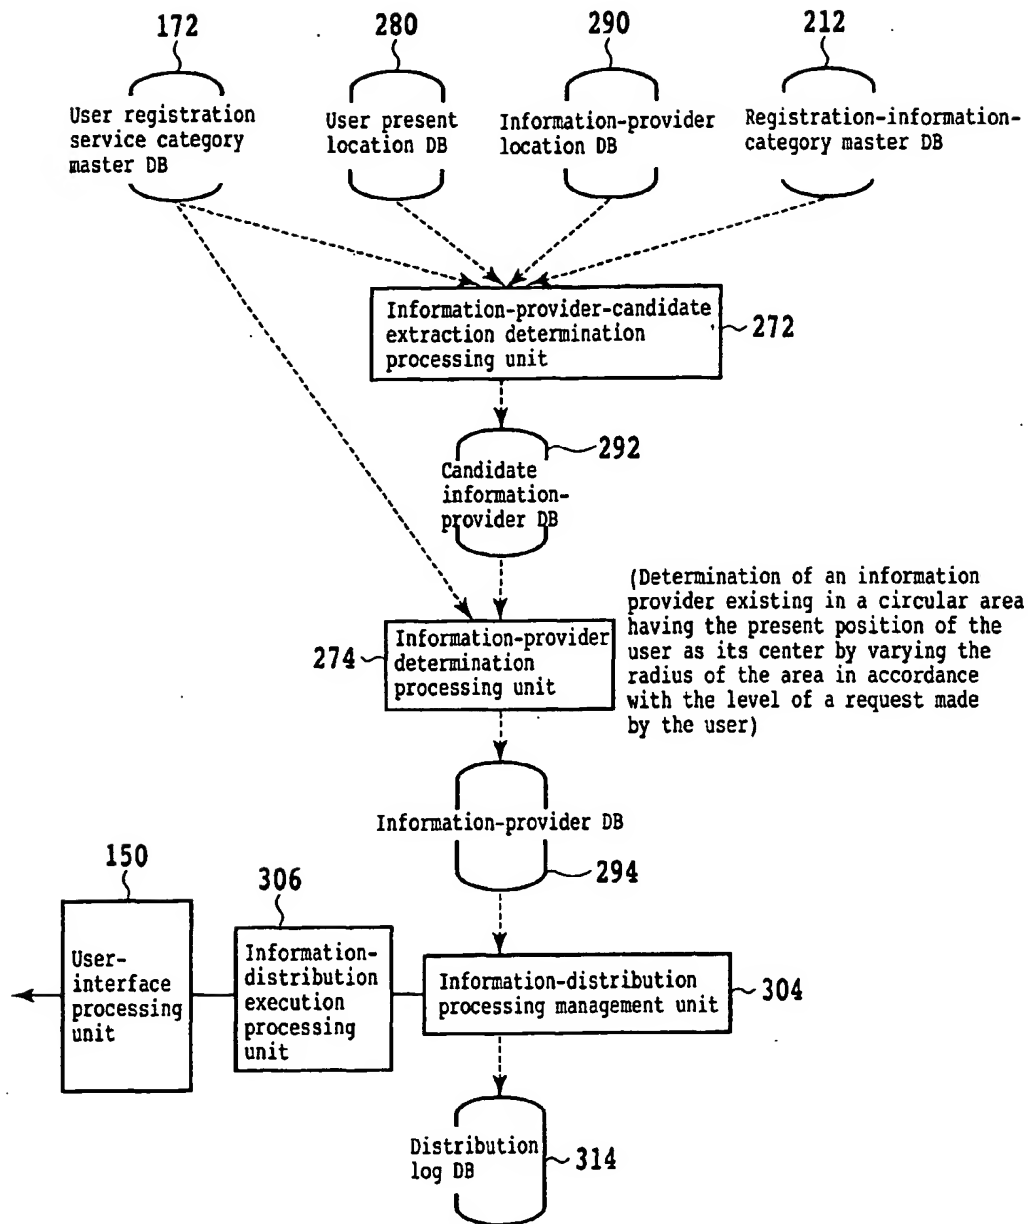 172
280
290
212
User registration
service category
master DB
User present
location DB
Information-provider
location DB
Registration-information-
category master DB
Information-provider-candidate
extraction determination
processing unit
272
292
Candidate
information-
provider DB
(Determination of an information
provider existing in a circular area
having the present position of the
user as its center by varying the
radius of the area in accordance
with the level of a request made
by the user)
274
Information-provider
determination
processing unit
Information-provider DB
294
150
306
User-
interface
processing
unit
Information-
distribution
execution
processing
unit
Information-distribution
processing management unit
304
Distribution
log DB
314